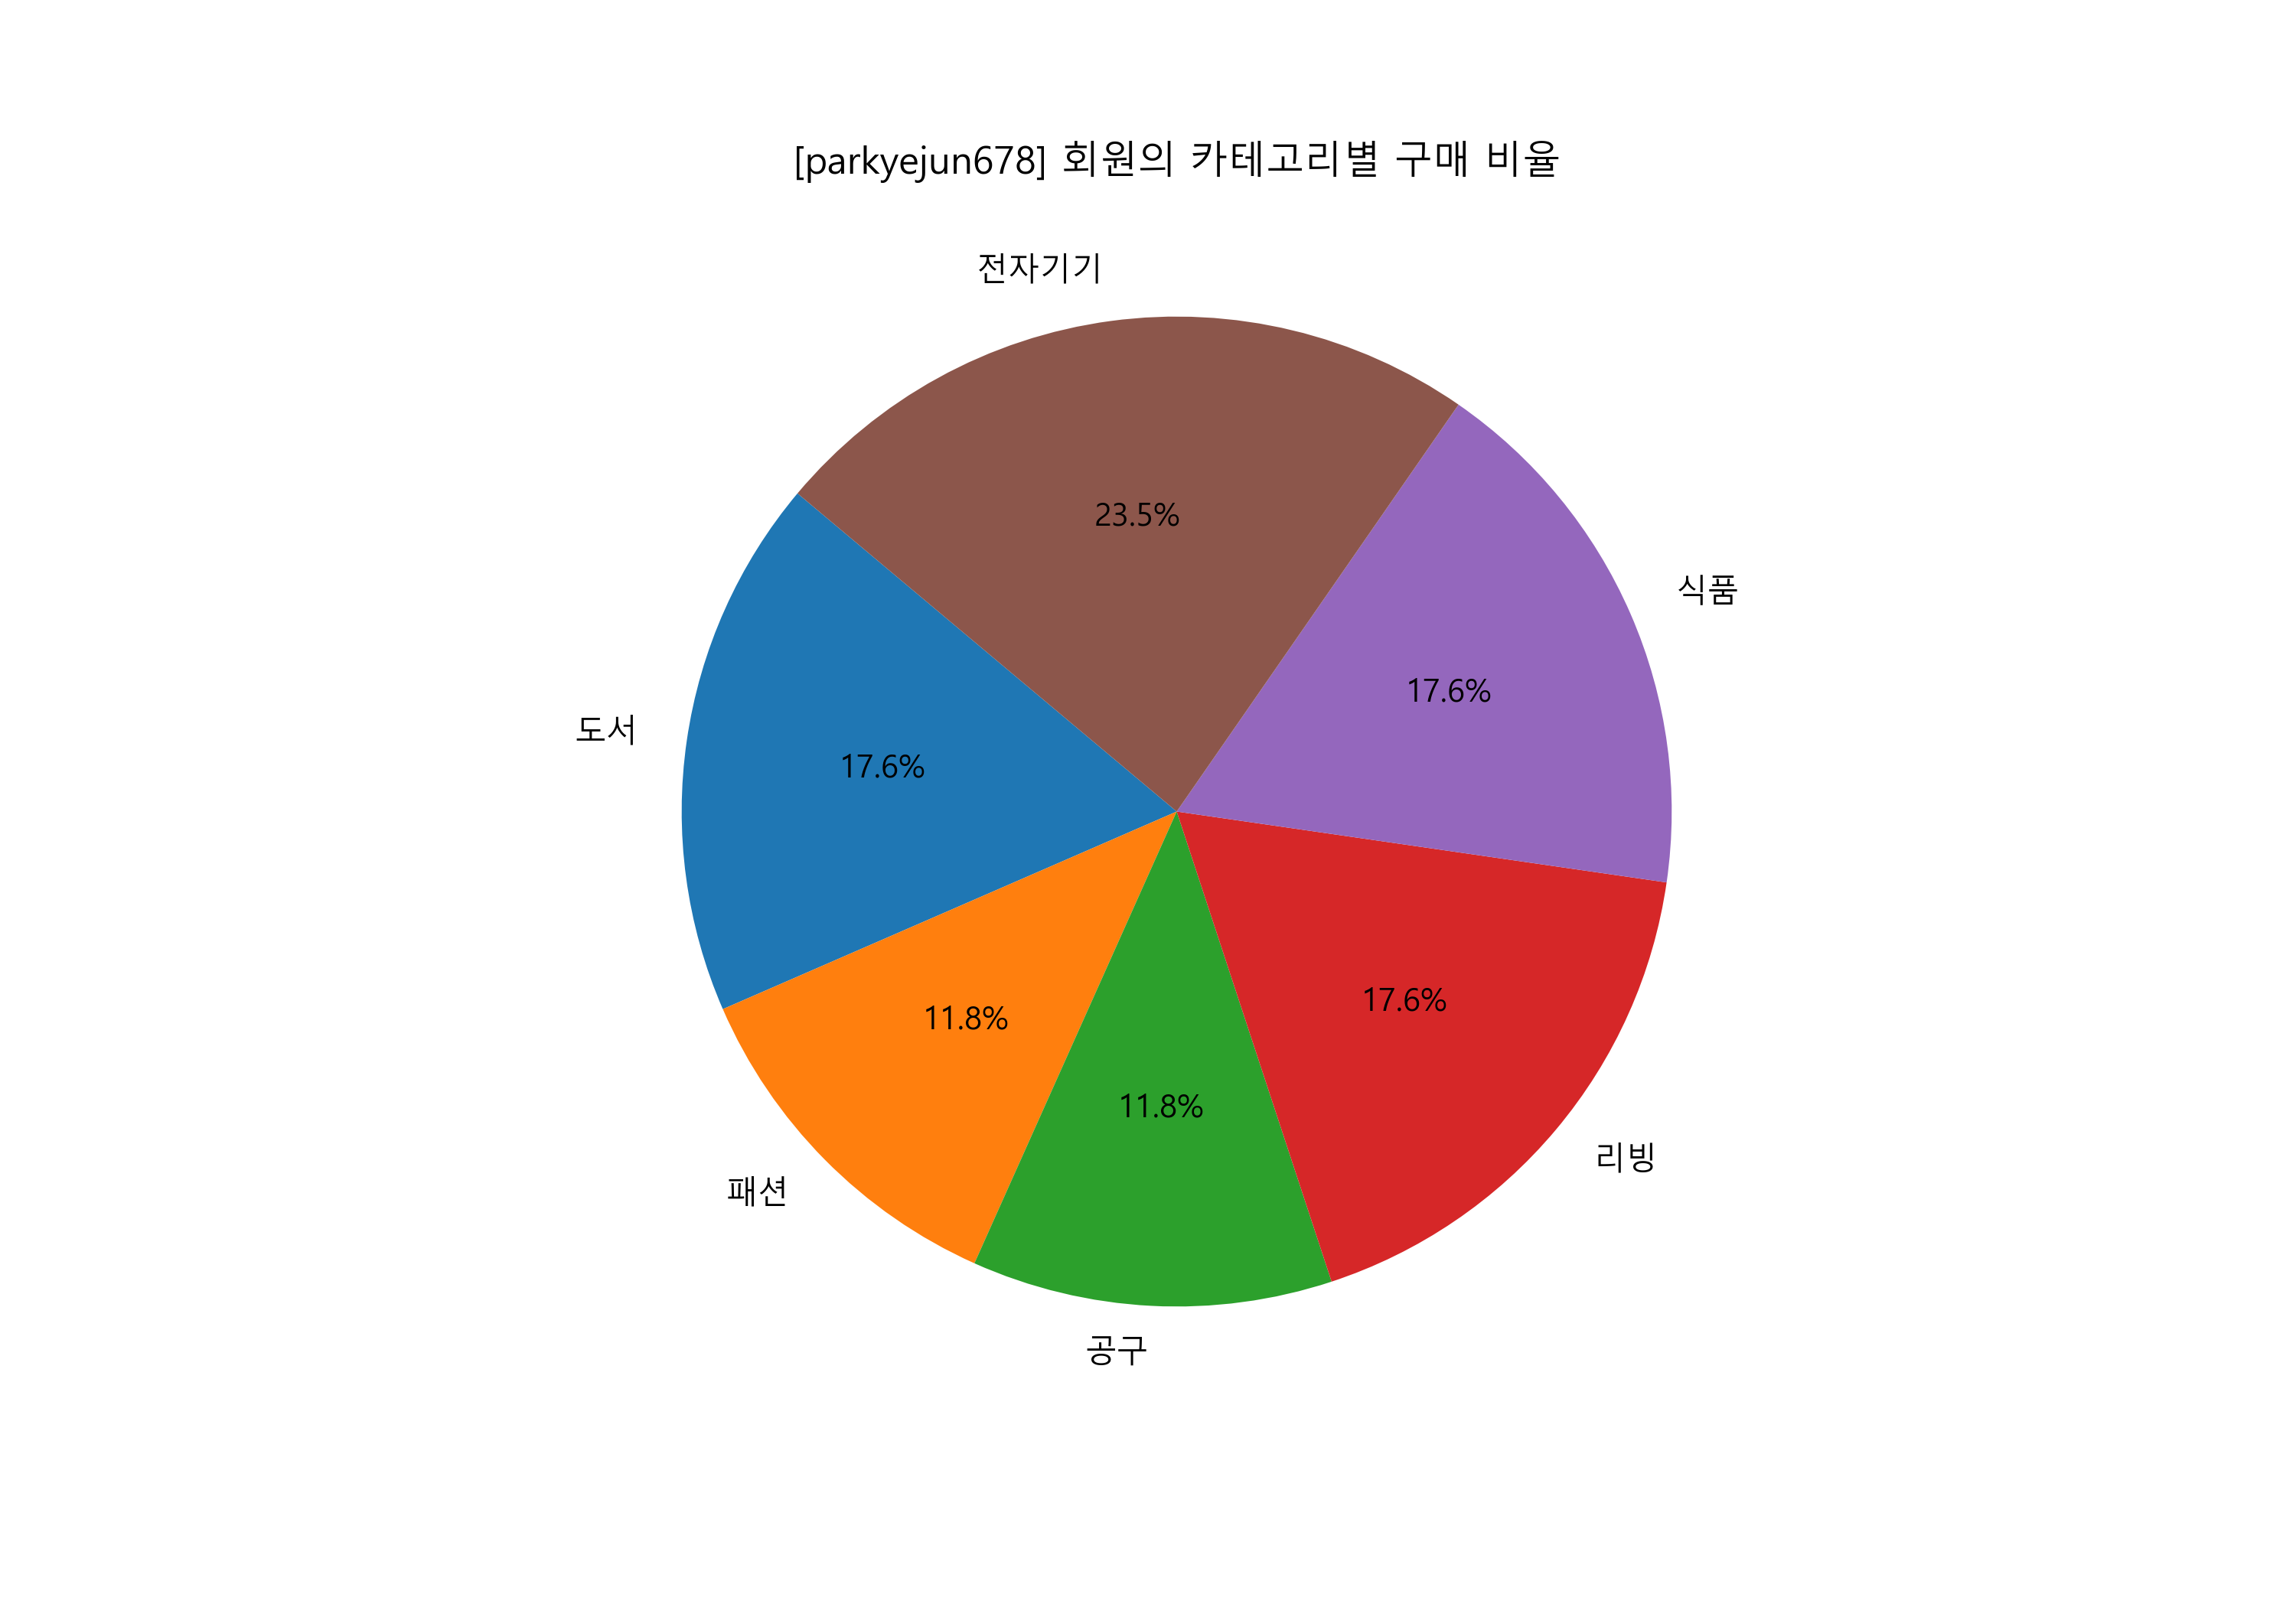 [parkyejun678] 회원의 카테고리별 구매 비율
전자기기
23.5%
식품
17.6%
도서
17.6%
17.6%
리빙
11.8%
패션
11.8%
공구